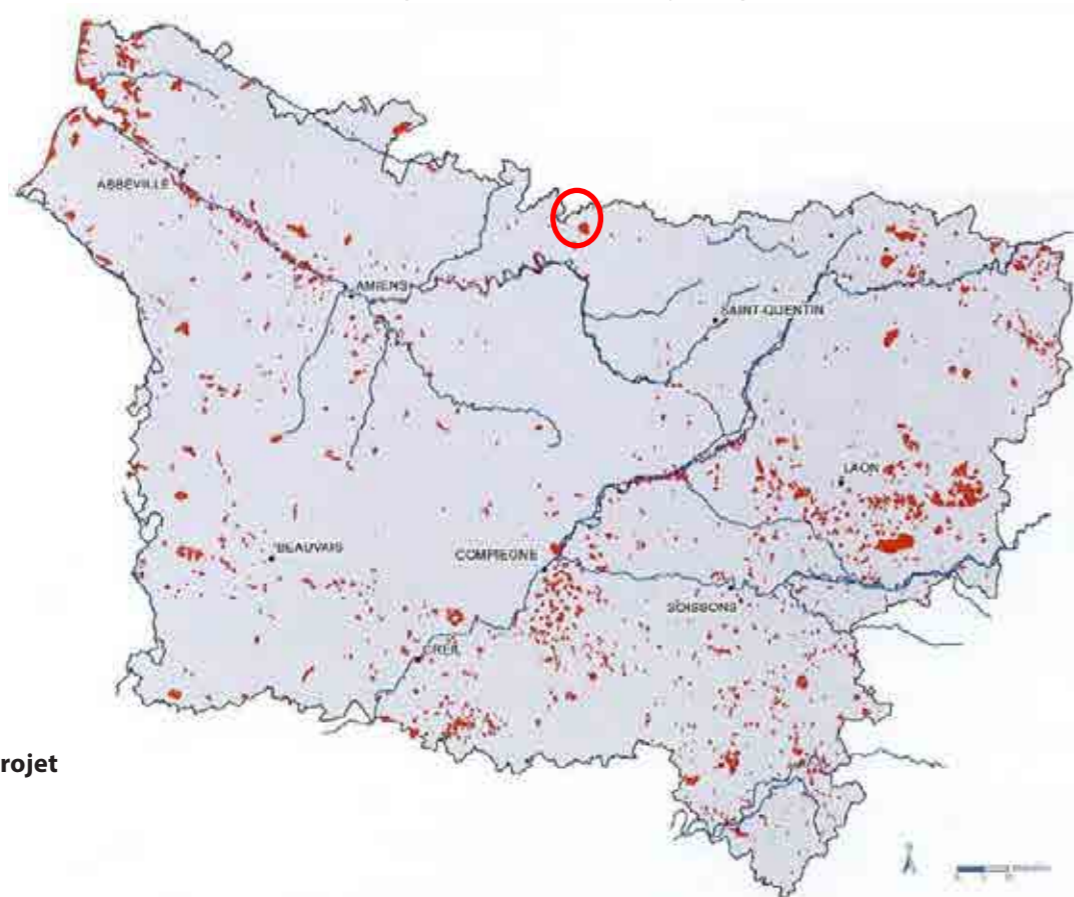 ABBEVILLE
AMIENS
SAINT-QUENTIN
LAON
BEAUVAIS
COMPIEGNE
SOISSONS
CREIL
rojet